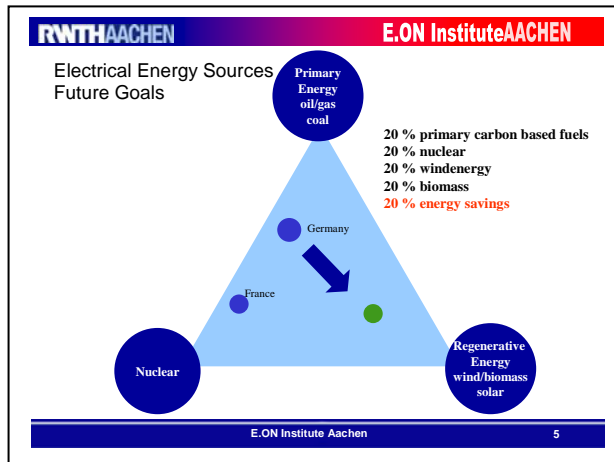 RWTHAACHEN
E.ON InstituteAACHEN
Electrical Energy Sources
Future Goals
Primary
Energy
oil/gas
coal
20 % primary carbon based fuels
20 % nuclear
20 % windenergy
20 % biomass
20 % energy savings
Germany
France
Nuclear
Regenerative
Energy
wind/biomass
solar
E.ON Institute Aachen
5